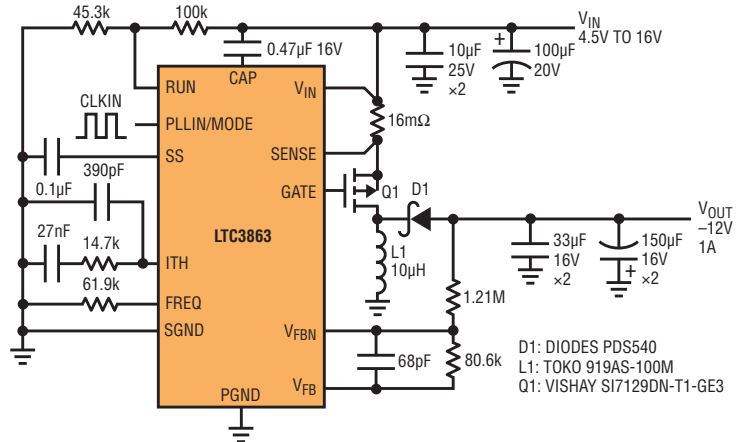 45.3k
100k
VIN
4.5V TO 16V
0.47µF 16V
10µF
25V
×2
+
100µF
20V
CAP
RUN
VIN
CLKIN
PLLIN/MODE
16mΩ
SS
SENSE
390pF
0.1µF
GATE
Q1
D1
LTC3863
VOUT
–12V
1A
27nF
14.7k
ITH
L1
10µH
33µF
16V
×2
150µF
16V
×2
+
61.9k
FREQ
1.21M
SGND
VFBN
68pF
80.6k
VFB
PGND
D1: DIODES PDS540
L1: TOKO 919AS-100M
Q1: VISHAY SI7129DN-T1-GE3